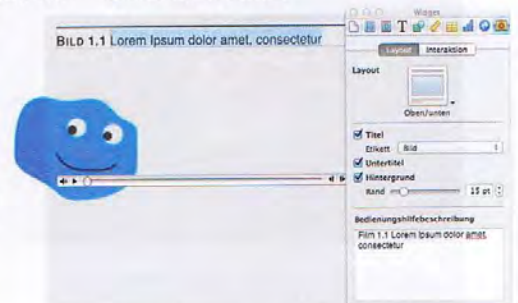 BILD 1.1 Lorem Ipsum dolor amet, consectetur
Widget
T
Layout Interaktion
Layout
Oben/unten
Titel
Etikett Bild
Untertitel
Hintergrund
Rand 15 pt
Bedienungshilfebeschreibung
Film 1.1 Lorem ipsum dolor amet,
consectetur